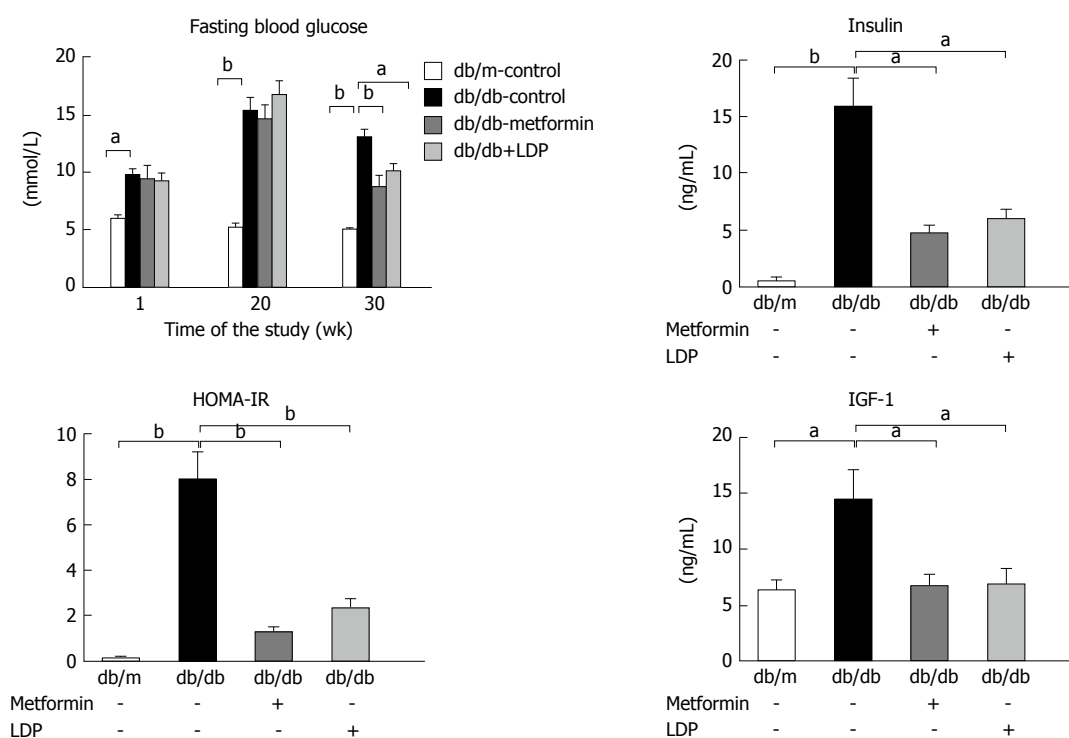 Fasting blood glucose
20
15
10
5
0
(mmol/L)
a
b
b b
a
1 20 30
Time of the study (wk)
db/m-control
db/db-control
db/db-metformin
db/db+LDP
Insulin
20
15
10
5
0
(ng/mL)
a
b a
db/m db/db db/db db/db
Metformin - - + -
LDP - - - +
HOMA-IR
10
8
6
4
2
0
b
b b
db/m db/db db/db db/db
Metformin - - + -
LDP - - - +
IGF-1
20
15
10
5
0
(ng/mL)
a
a a
db/m db/db db/db db/db
Metformin - - + -
LDP - - - +